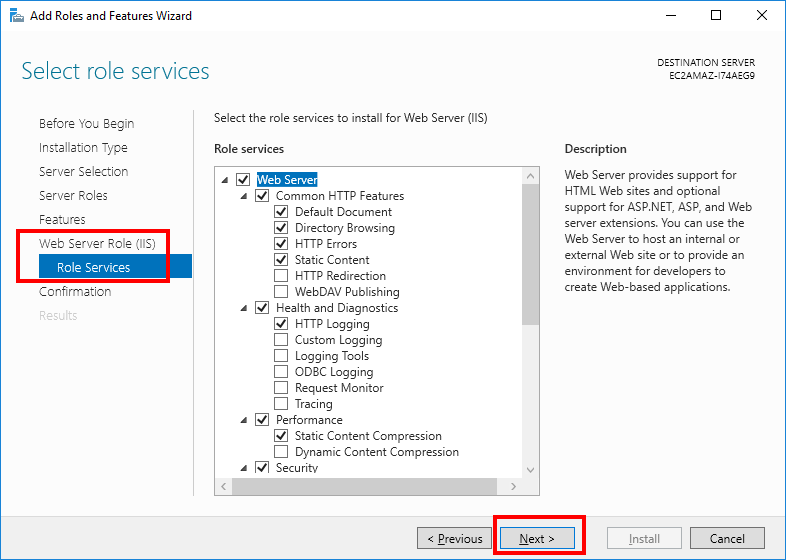 Add Roles and Features Wizard
Select role services
DESTINATION SERVER
EC2AMAZ-I74AEG9
Before You Begin
Installation Type
Server Selection
Server Roles
Features
Web Server Role (IIS)
Role Services
Confirmation
Results
Select the role services to install for Web Server (IIS)
Role services
Web Server
Common HTTP Features
Default Document
Directory Browsing
HTTP Errors
Static Content
HTTP Redirection
WebDAV Publishing
Health and Diagnostics
HTTP Logging
Custom Logging
Logging Tools
ODBC Logging
Request Monitor
Tracing
Performance
Static Content Compression
Dynamic Content Compression
Security
Description
Web Server provides support for
HTML Web sites and optional
support for ASP.NET, ASP, and Web
server extensions. You can use the
Web Server to host an internal or
external Web site or to provide an
environment for developers to
create Web-based applications.
< Previous
Next >
Install
Cancel